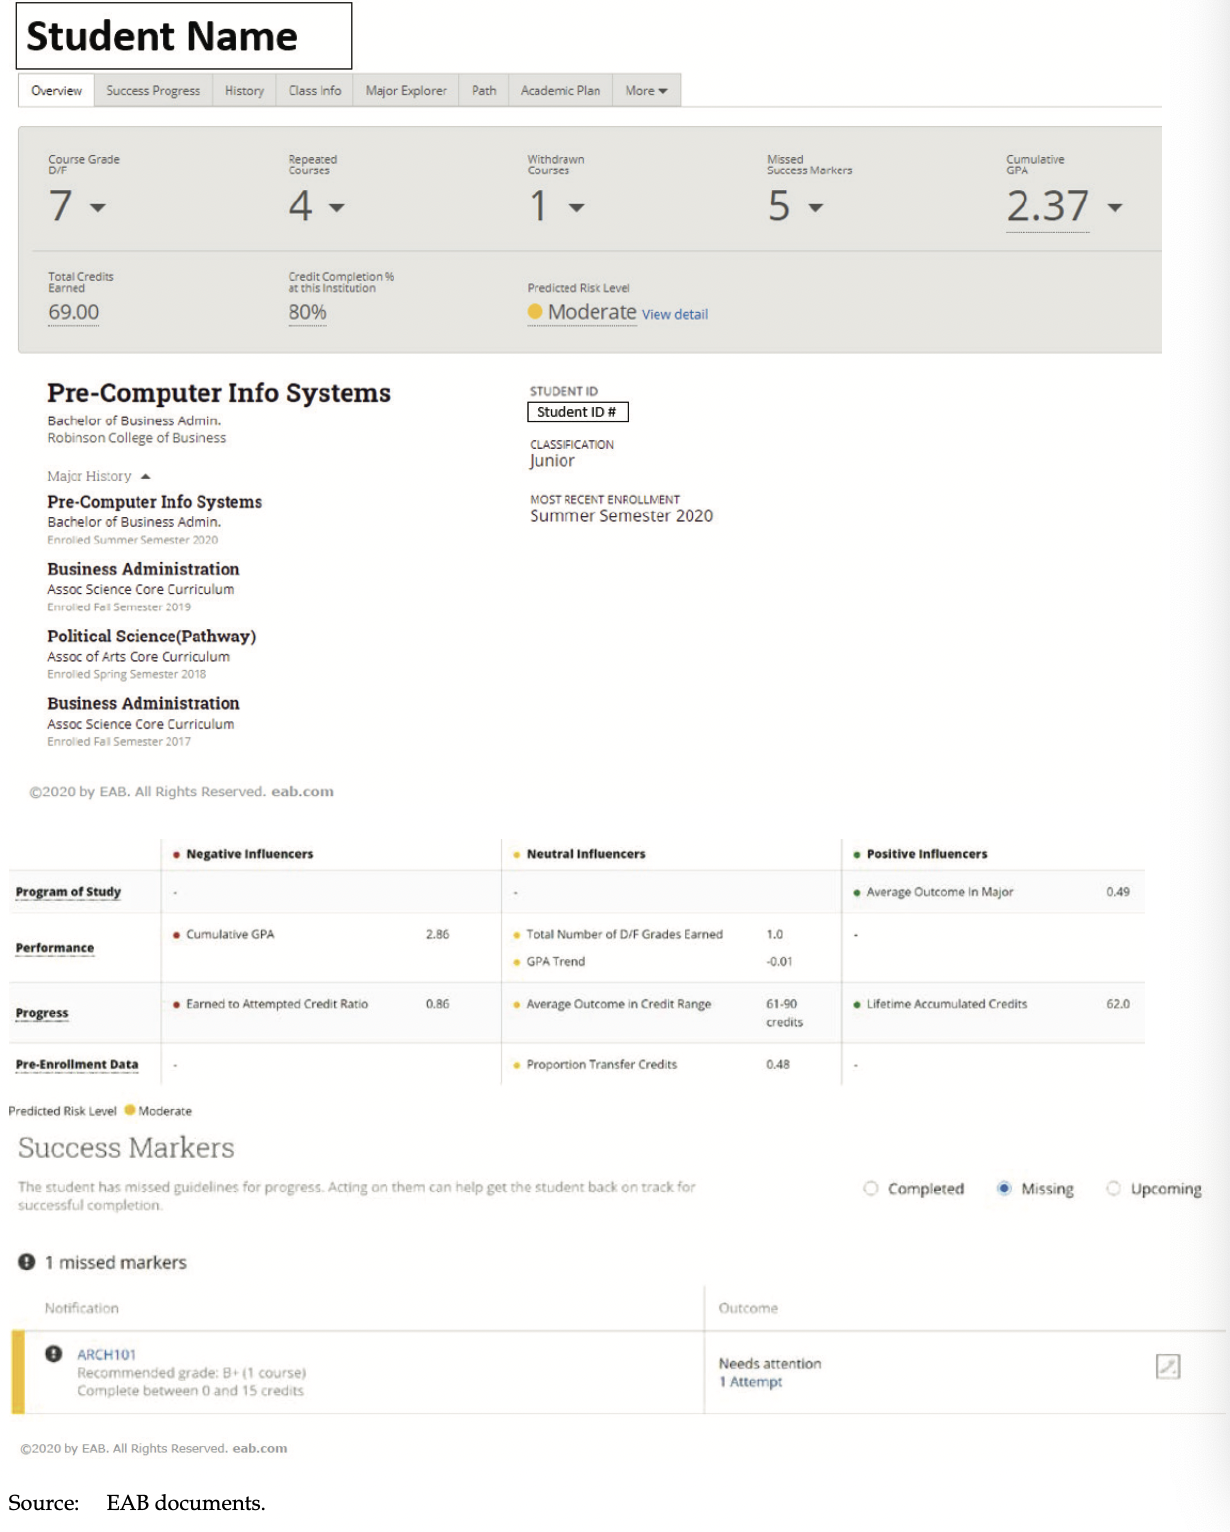 Student Name
Overview Success Progress History Class Info Major Explorer Path Academic Plan More
Course Grade D/F
7
Repeated Courses
4
Withdrawn Courses
1
Missed Success Markers
5
Cumulative GPA
2.37
Total Credits Earned
69.00
Credit Completion % at this Institution
80%
Predicted Risk Level
Moderate View detail
Pre-Computer Info Systems
Bachelor of Business Admin.
Robinson College of Business
Major History
Pre-Computer Info Systems
Bachelor of Business Admin.
Enrolled Summer Semester 2020
Business Administration
Assoc Science Core Curriculum
Enrolled Fall Semester 2019
Political Science(Pathway)
Assoc of Arts Core Curriculum
Enrolled Spring Semester 2018
Business Administration
Assoc Science Core Curriculum
Enrolled Fall Semester 2017
STUDENT ID
Student ID #
CLASSIFICATION
Junior
MOST RECENT ENROLLMENT
Summer Semester 2020
©2020 by EAB. All Rights Reserved. eab.com
Negative Influencers Neutral Influencers Positive Influencers
Program of Study - - Average Outcome In Major 0.49
Performance Cumulative GPA 2.86 Total Number of D/F Grades Earned 1.0 -
GPA Trend -0.01
Progress Earned to Attempted Credit Ratio 0.86 Average Outcome in Credit Range 61-90 credits Lifetime Accumulated Credits 62.0
Pre-Enrollment Data - Proportion Transfer Credits 0.48 -
Predicted Risk Level Moderate
Success Markers
The student has missed guidelines for progress. Acting on them can help get the student back on track for
successful completion.
Completed Missing Upcoming
1 missed markers
Notification Outcome
ARCH101
Recommended grade: B+ (1 course)
Complete between 0 and 15 credits
Needs attention
1 Attempt
©2020 by EAB. All Rights Reserved. eab.com
Source: EAB documents.